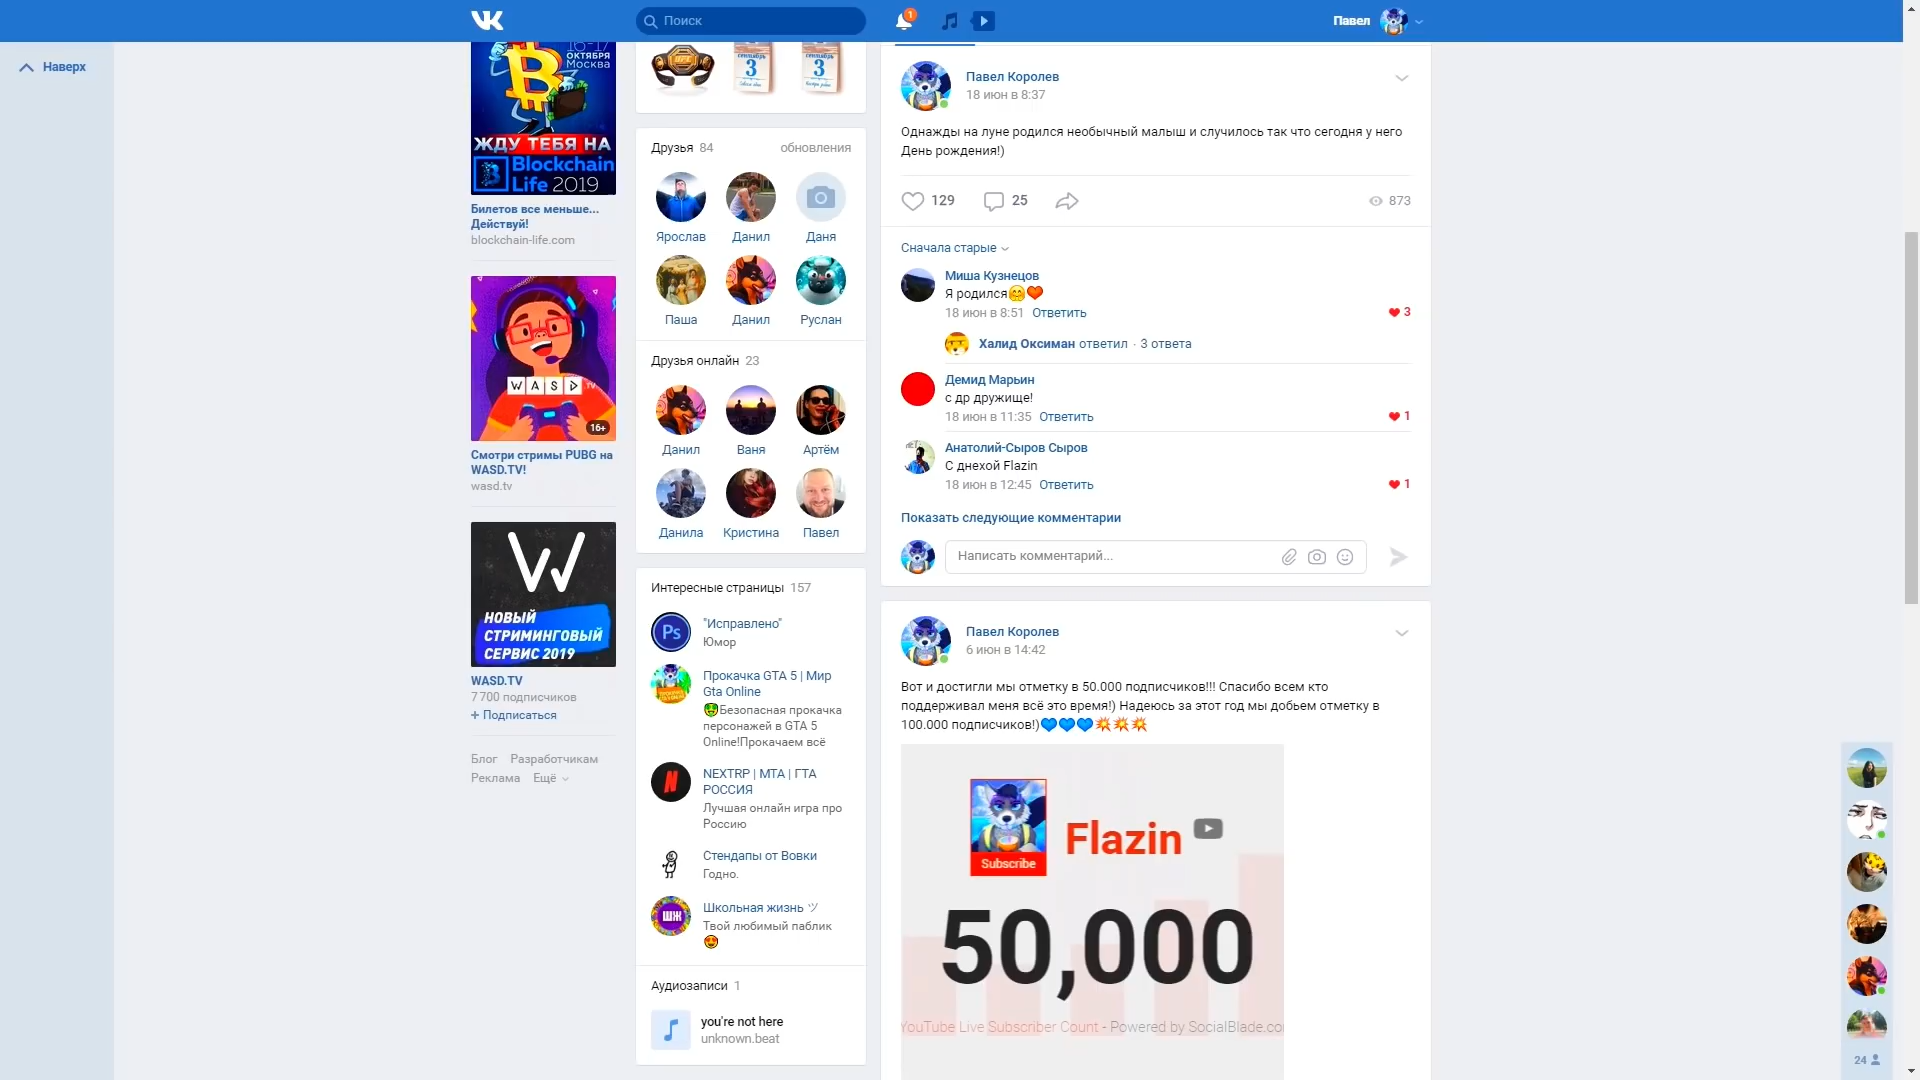 Поиск
1
Павел
Наверх
16-17
ОКТЯБРЯ
Москва
ЖДУ ТЕБЯ НА
Blockchain
Life 2019
Билетов все меньше...
Действуй!
blockchain-life.com
W A S D TV
16+
Смотри стримы PUBG на
WASD.TV!
wasd.tv
НОВЫЙ
СТРИМИНГОВЫЙ
СЕРВИС 2019
WASD.TV
7 700 подписчиков
+ Подписаться
Блог Разработчикам
Реклама Ещё
3
3
Друзья 84 обновления
Ярослав Данил Даня
Паша Данил Руслан
Друзья онлайн 23
Данил Ваня Артём
Данила Кристина Павел
Интересные страницы 157
Ps
"Исправлено"
Юмор
Прокачка GTA 5 | Мир
Gta Online
🤑Безопасная прокачка
персонажей в GTA 5
Online!Прокачаем всё
N
NEXTRP | МТА | ГТА
РОССИЯ
Лучшая онлайн игра про
Россию
Стендапы от Вовки
Годно.
ШЖ
Школьная жизнь ツ
Твой любимый паблик
😍
Аудиозаписи 1
you're not here
unknown.beat
Павел Королев
18 июн в 8:37
Однажды на луне родился необычный малыш и случилось так что сегодня у него
День рождения!)
129 25 873
Сначала старые
Миша Кузнецов
Я родился🤗❤
18 июн в 8:51 Ответить 3
Халид Оксиман ответил · 3 ответа
Демид Марьин
с др дружище!
18 июн в 11:35 Ответить 1
Анатолий-Сыров Сыров
С днехой Flazin
18 июн в 12:45 Ответить 1
Показать следующие комментарии
Написать комментарий...
Павел Королев
6 июн в 14:42
Вот и достигли мы отметку в 50.000 подписчиков!!! Спасибо всем кто
поддерживал меня всё это время!) Надеюсь за этот год мы добьем отметку в
100.000 подписчиков!)💙💙💙💥💥💥
Subscribe
Flazin
50,000
YouTube Live Subscriber Count - Powered by SocialBlade.co
24